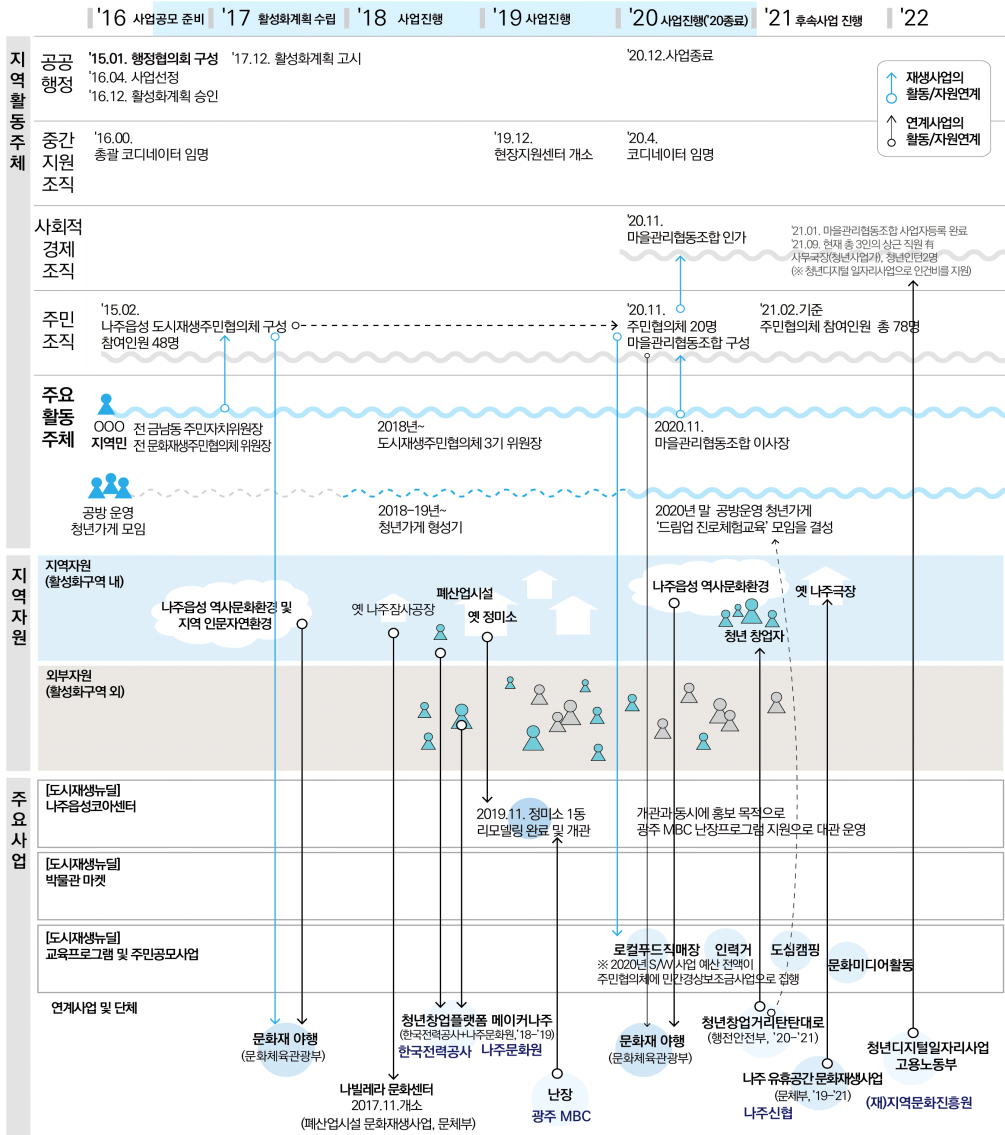 '16 사업공모 준비
'17 활성화계획 수립
'18 사업진행
'19 사업진행
'20 사업진행('20종료)
'21 후속사업 진행
'22
지역활동주체
공공
행정
'15.01. 행정협의회 구성
'16.04. 사업선정
'16.12. 활성화계획 승인
'17.12. 활성화계획 고시
'20.12.사업종료
재생사업의
활동/자원연계
연계사업의
활동/자원연계
중간
지원
조직
'16.00.
총괄 코디네이터 임명
'19.12.
현장지원센터 개소
'20.4.
코디네이터 임명
사회적
경제
조직
'20.11.
마을관리협동조합 인가
'21.01. 마을관리협동조합 사업자등록 완료
'21.09. 현재 총 3인의 상근 직원 有
사무국장(청년사업가), 청년인턴2명
(※ 청년디지털 일자리사업으로 인건비를 지원)
주민
조직
'15.02.
나주읍성 도시재생주민협의체 구성
참여인원 48명
'20.11.
주민협의체 20명
마을관리협동조합 구성
'21.02.기준
주민협의체 참여인원 총 78명
주요
활동
주체
OOO
지역민
전 금남동 주민자치위원장
전 문화재생주민협의체 위원장
2018년~
도시재생주민협의체 3기 위원장
2020.11.
마을관리협동조합 이사장
공방 운영
청년가게 모임
2018-19년~
청년가게 형성기
2020년 말 공방운영 청년가게
'드림업 진로체험교육' 모임을 결성
지역자원
지역자원
(활성화구역 내)
나주읍성 역사문화환경 및
지역 인문자연환경
옛 나주잠사공장
폐산업시설
옛 정미소
나주읍성 역사문화환경
청년 창업자
옛 나주극장
외부자원
(활성화구역 외)
주요사업
[도시재생뉴딜]
나주읍성코아센터
2019.11. 정미소 1동
리모델링 완료 및 개관
개관과 동시에 홍보 목적으로
광주 MBC 난장프로그램 지원으로 대관 운영
[도시재생뉴딜]
박물관 마켓
[도시재생뉴딜]
교육프로그램 및 주민공모사업
로컬푸드직매장
인력거
도심캠핑
문화미디어활동
※ 2020년 S/W 사업 예산 전액이
주민협의체에 민간경상보조금사업으로 집행
연계사업 및 단체
문화재 야행
(문화체육관광부)
나빌레라 문화센터
2017.11.개소
(폐산업시설 문화재생사업, 문체부)
청년창업플랫폼 메이커나주
(한국전력공사+나주문화원,'18-'19)
한국전력공사 나주문화원
난장
광주 MBC
문화재 야행
(문화체육관광부)
청년창업거리탄탄대로
(행전안전부, '20-'21)
나주 유휴공간 문화재생사업
(문체부, '19-'21)
나주신협
청년디지털일자리사업
고용노동부
(재)지역문화진흥원